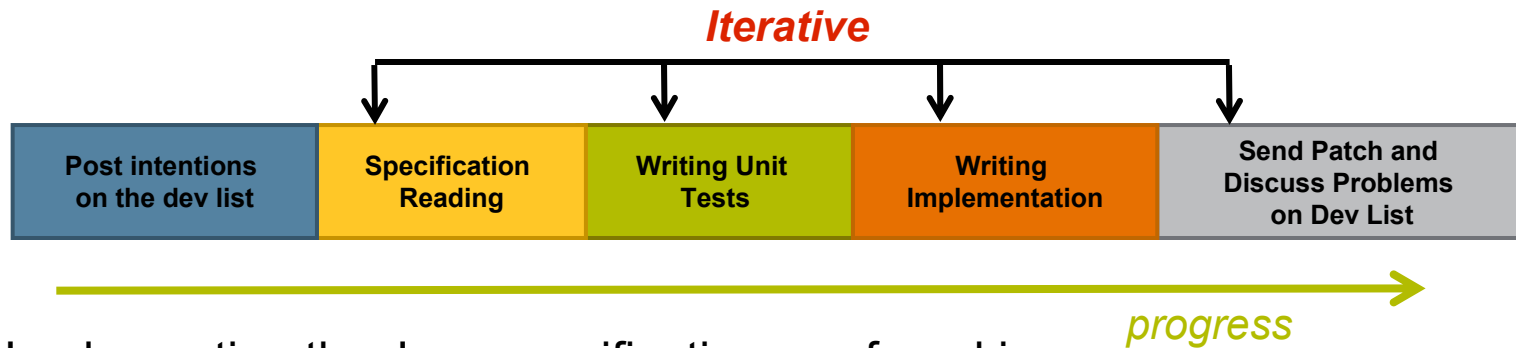 Iterative
Post intentions
on the dev list
Specification
Reading
Writing Unit
Tests
Writing
Implementation
Send Patch and
Discuss Problems
on Dev List
progress